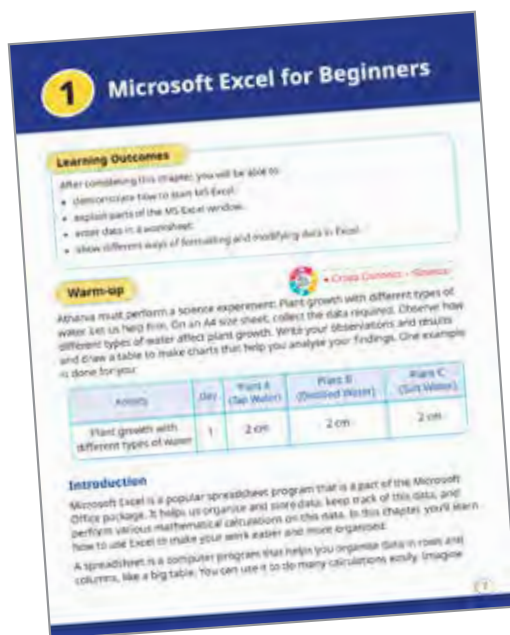 1
Microsoft Excel for Beginners
Learning Outcomes
After completing this chapter, you will be able to:
• demonstrate how to start MS Excel.
• explain parts of the MS Excel window.
• enter data in a worksheet.
• show different ways of formatting and modifying data in Excel.
Warm-up
• Cross Connect – Science
Atharva must perform a science experiment: Plant growth with different types of
water. Let us help him. On an A4 size sheet, collect the data required. Observe how
different types of water affect plant growth. Write your observations and results
and draw a table to make charts that help you analyse your findings. One example
is done for you:
Activity Day Plant A Plant B Plant C
(Tap Water) (Distilled Water) (Salt Water)
Plant growth with
different types of water 1 2 cm 2 cm 2 cm
Introduction
Microsoft Excel is a popular spreadsheet program that is a part of the Microsoft
Office package. It helps us organise and store data, keep track of this data, and
perform various mathematical calculations on this data. In this chapter, you'll learn
how to use Excel to make your work easier and more organised.
A spreadsheet is a computer program that helps you organise data in rows and
columns, like a big table. You can use it to do many calculations easily. Imagine